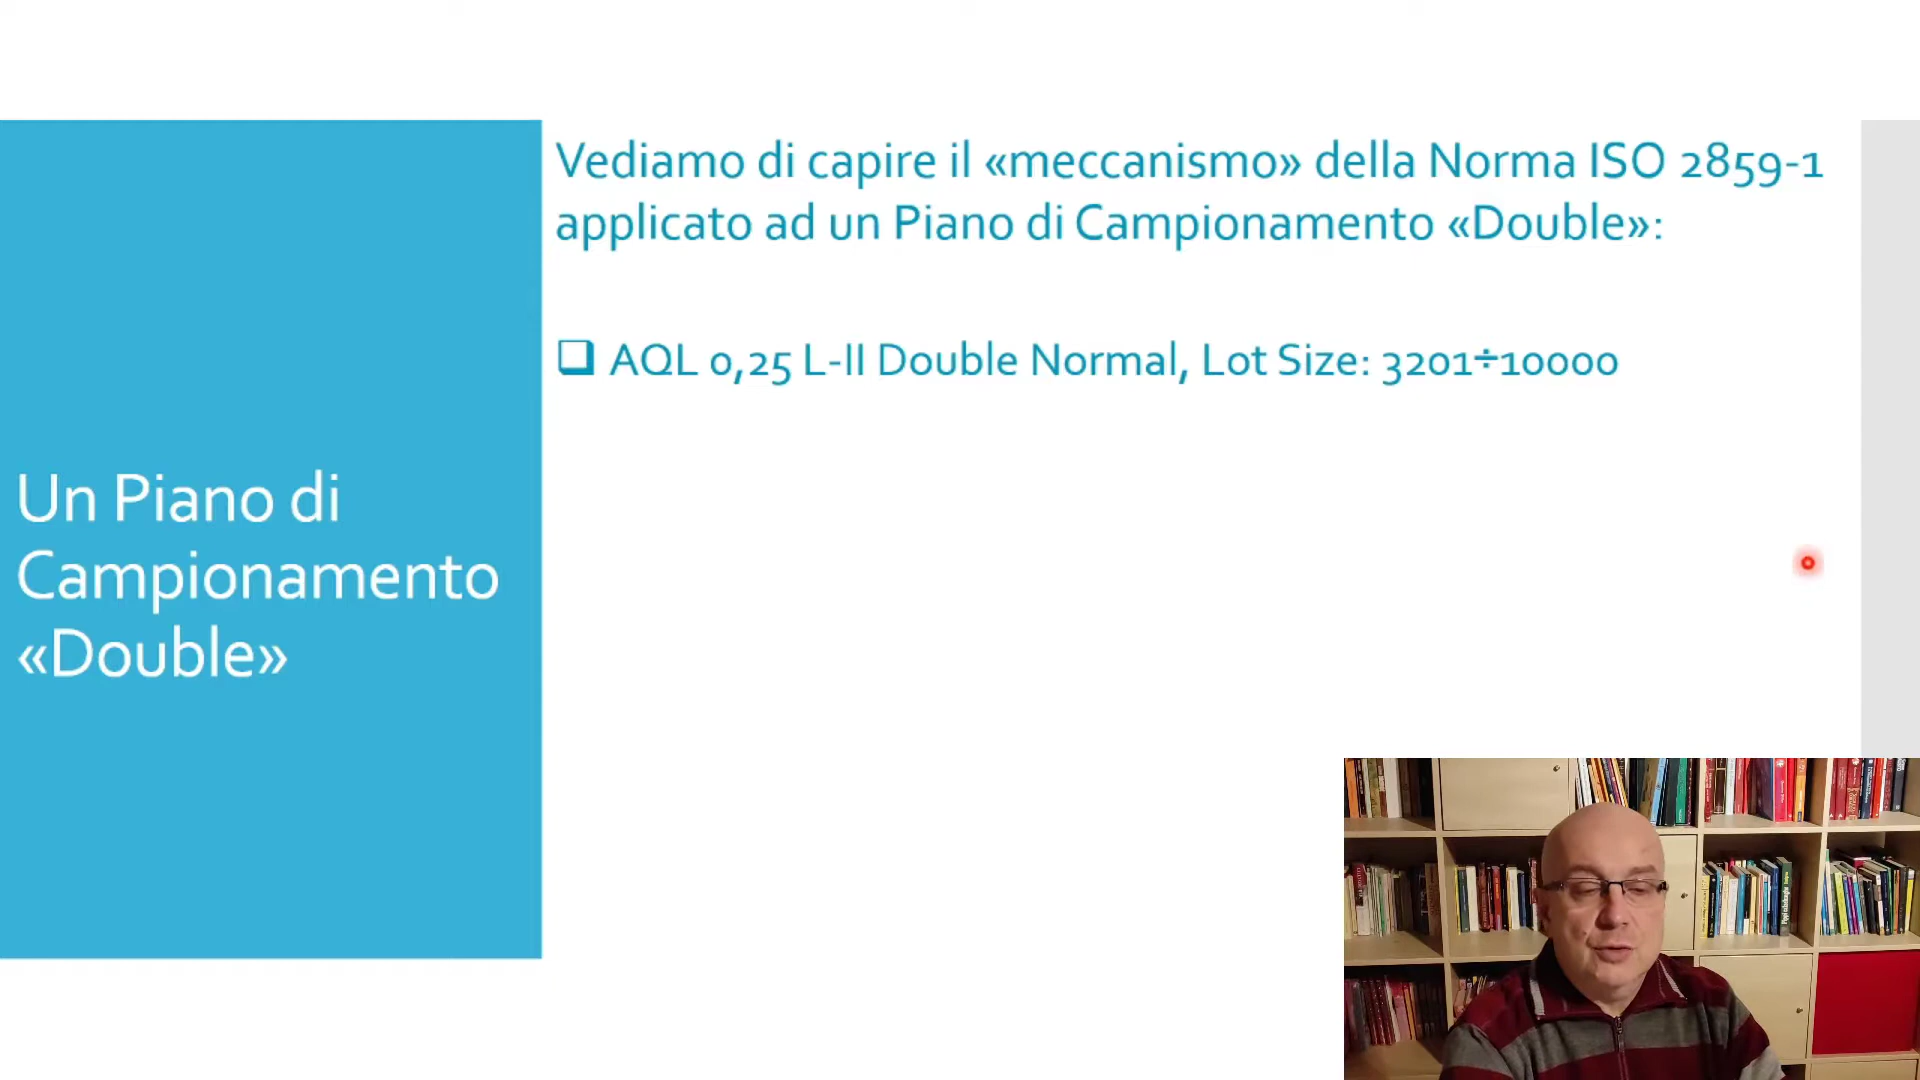 Vediamo di capire il «meccanismo» della Norma ISO 2859-1
applicato ad un Piano di Campionamento «Double»:
❑ AQL 0,25 L-II Double Normal, Lot Size: 3201÷10000
Un Piano di
Campionamento
«Double»